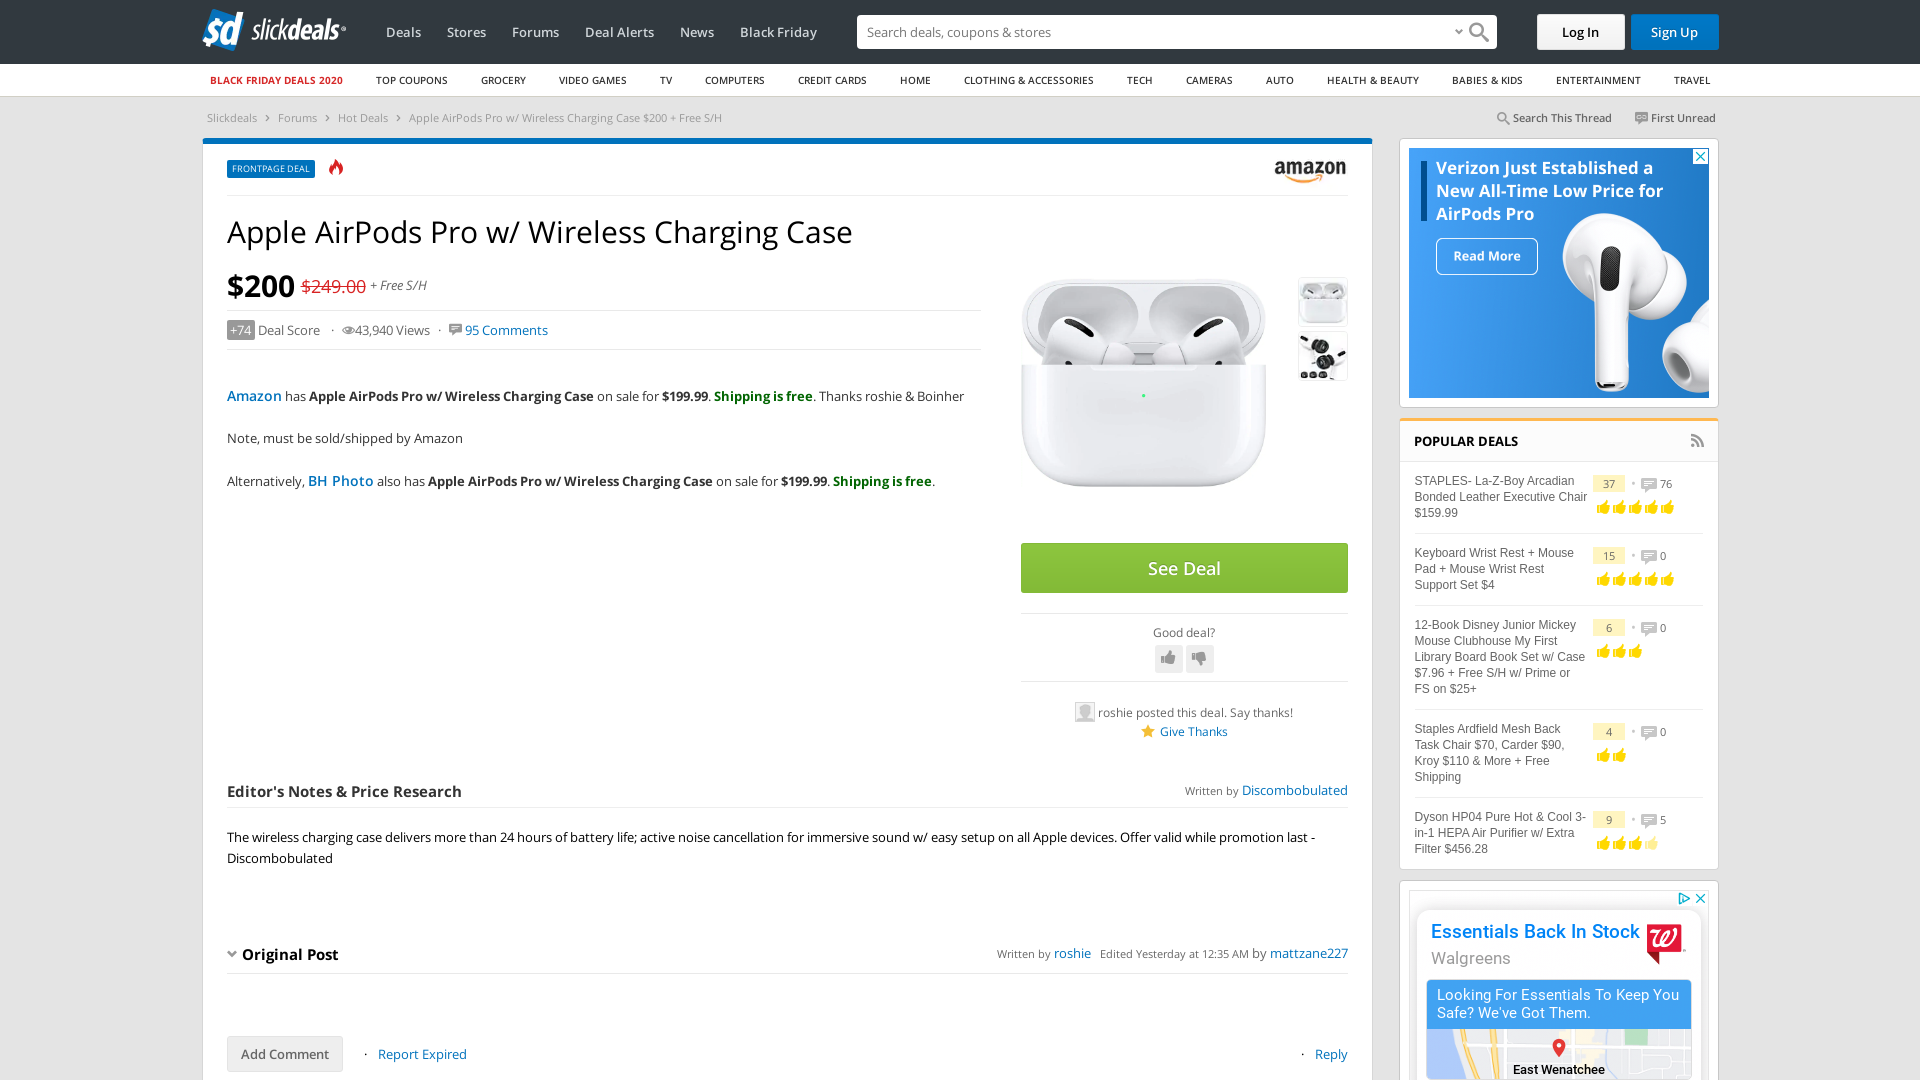 sd slickdeals
Deals
Stores
Forums
Deal Alerts
News
Black Friday
Search deals, coupons & shopping
Log In
Sign Up
BLACK FRIDAY DEALS 2020
TOP COUPONS
GROCERY
VIDEO GAMES
TV
COMPUTERS
CREDIT CARDS
HOME
CLOTHING & ACCESSORIES
TECH
CAMERAS
AUTO
HEALTH & BEAUTY
BABIES & KIDS
ENTERTAINMENT
TRAVEL
Slickdeals > Forums > Hot Deals > Apple AirPods Pro w/ Wireless Charging Case $200 + Free S/H
Search This Thread
First Unread
FRONTPAGE DEAL
amazon
Apple AirPods Pro w/ Wireless Charging Case
$200 $249.00 + Free S/H
+74 Deal Score · 43,940 Views · 95 Comments
Amazon has Apple AirPods Pro w/ Wireless Charging Case on sale for $199.99. Shipping is free. Thanks roshie & Boinher
Note, must be sold/shipped by Amazon
Alternatively, BH Photo also has Apple AirPods Pro w/ Wireless Charging Case on sale for $199.99. Shipping is free.
See Deal
Good deal?
roshie posted this deal. Say thanks!
Give Thanks
Editor's Notes & Price Research
Written by Discombobulated
The wireless charging case delivers more than 24 hours of battery life; active noise cancellation for immersive sound w/ easy setup on all Apple devices. Offer valid while promotion last -
Discombobulated
Original Post
Written by roshie Edited Yesterday at 12:35 AM by mattzane227
Add Comment
· Report Expired
· Reply
Verizon Just Established a
New All-Time Low Price for
AirPods Pro
Read More
POPULAR DEALS
STAPLES- La-Z-Boy Arcadian
Bonded Leather Executive Chair
$159.99
37 · 76
Keyboard Wrist Rest + Mouse
Pad + Mouse Wrist Rest
Support Set $4
15 · 0
12-Book Disney Junior Mickey
Mouse Clubhouse My First
Library Board Book Set w/ Case
$7.96 + Free S/H w/ Prime or
FS on $25+
6 · 0
Staples Ardfield Mesh Back
Task Chair $70, Carder $90,
Kroy $110 & More + Free
Shipping
4 · 0
Dyson HP04 Pure Hot & Cool 3-
in-1 HEPA Air Purifier w/ Extra
Filter $456.28
9 · 5
Essentials Back In Stock
Walgreens
Looking For Essentials To Keep You
Safe? We've Got Them.
East Wenatchee